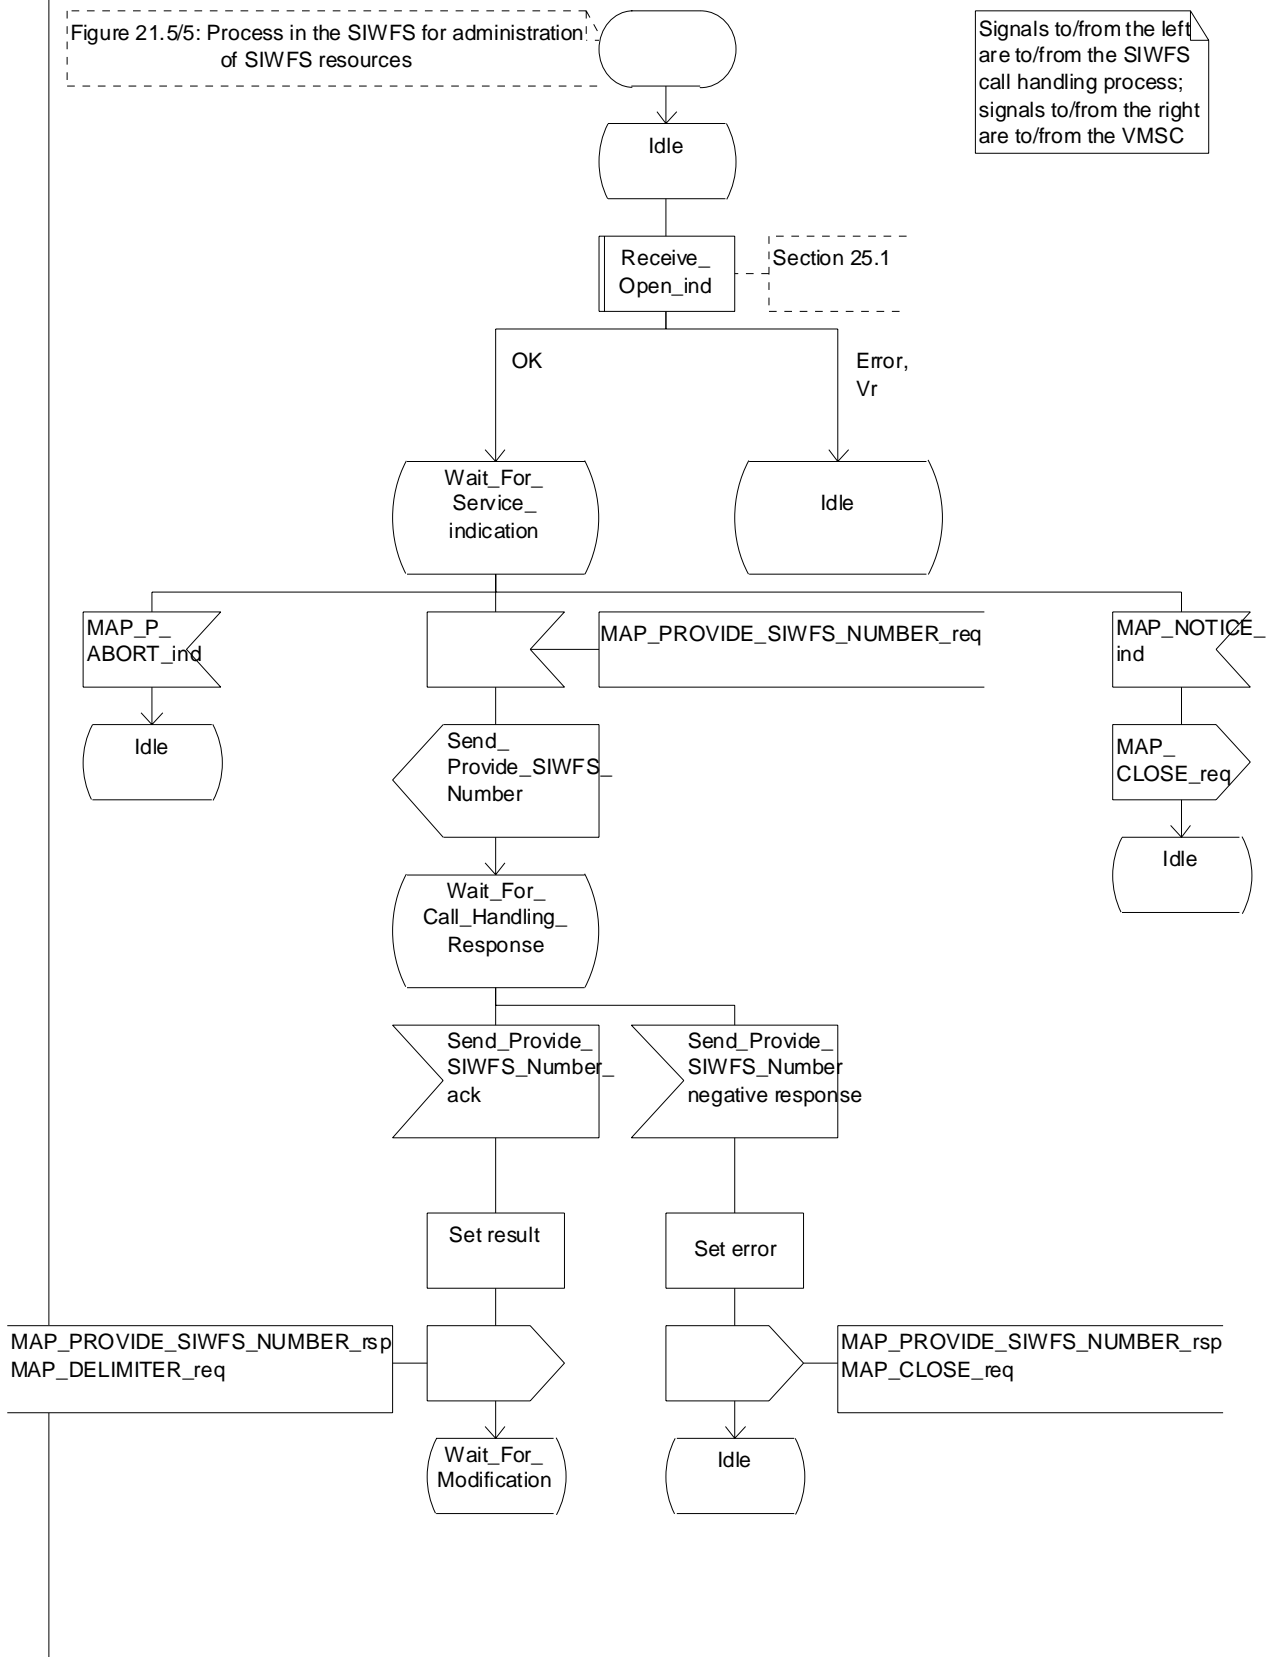 Figure 21.5/5: Process in the SIWFS for administration
of SIWFS resources
Signals to/from the left
are to/from the SIWFS
call handling process;
signals to/from the right
are to/from the VMSC
Idle
Receive_
Open_ind
Section 25.1
OK
Error,
Vr
Wait_For_
Service_
indication
Idle
MAP_P_
ABORT_ind
MAP_PROVIDE_SIWFS_NUMBER_req
MAP_NOTICE_
ind
Idle
Send_
Provide_SIWFS_
Number
MAP_
CLOSE_req
Idle
Wait_For_
Call_Handling_
Response
Send_Provide_
SIWFS_Number_
ack
Send_Provide_
SIWFS_Number
negative response
Set result
Set error
MAP_PROVIDE_SIWFS_NUMBER_rsp
MAP_DELIMITER_req
MAP_PROVIDE_SIWFS_NUMBER_rsp
MAP_CLOSE_req
Wait_For_
Modification
Idle